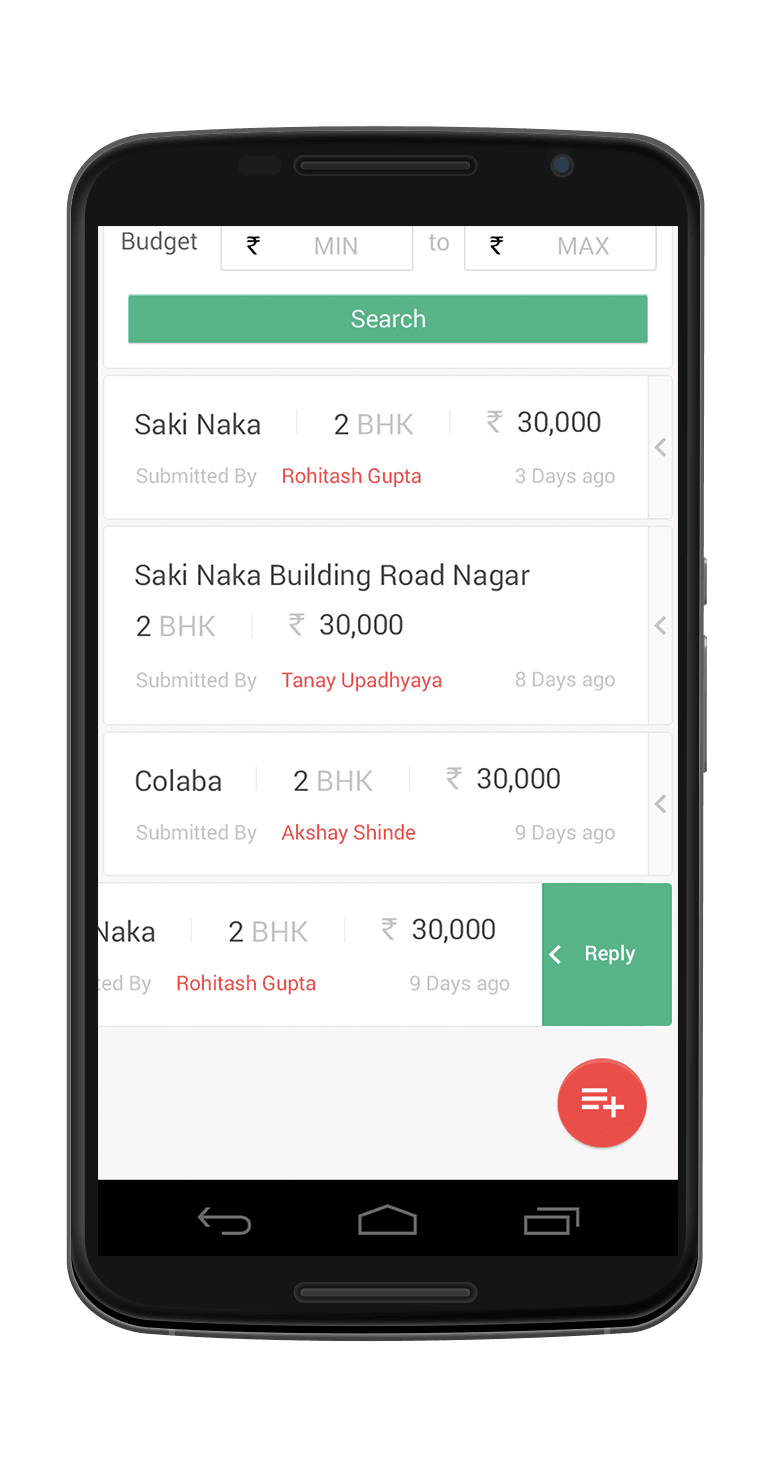 Budget ₹ MIN to ₹ MAX
Search
Saki Naka 2 BHK ₹ 30,000
Submitted By Rohitash Gupta 3 Days ago
Saki Naka Building Road Nagar
2 BHK ₹ 30,000
Submitted By Tanay Upadhyaya 8 Days ago
Colaba 2 BHK ₹ 30,000
Submitted By Akshay Shinde 9 Days ago
Naka 2 BHK ₹ 30,000
ted By Rohitash Gupta 9 Days ago
Reply